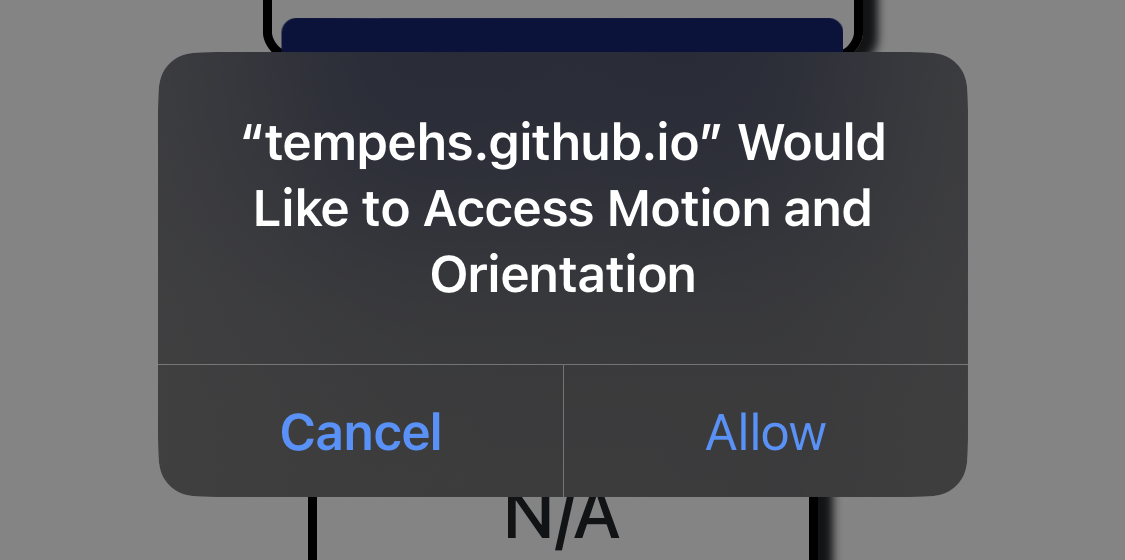 “tempehs.github.io” Would
Like to Access Motion and
Orientation
Cancel
Allow
N/A